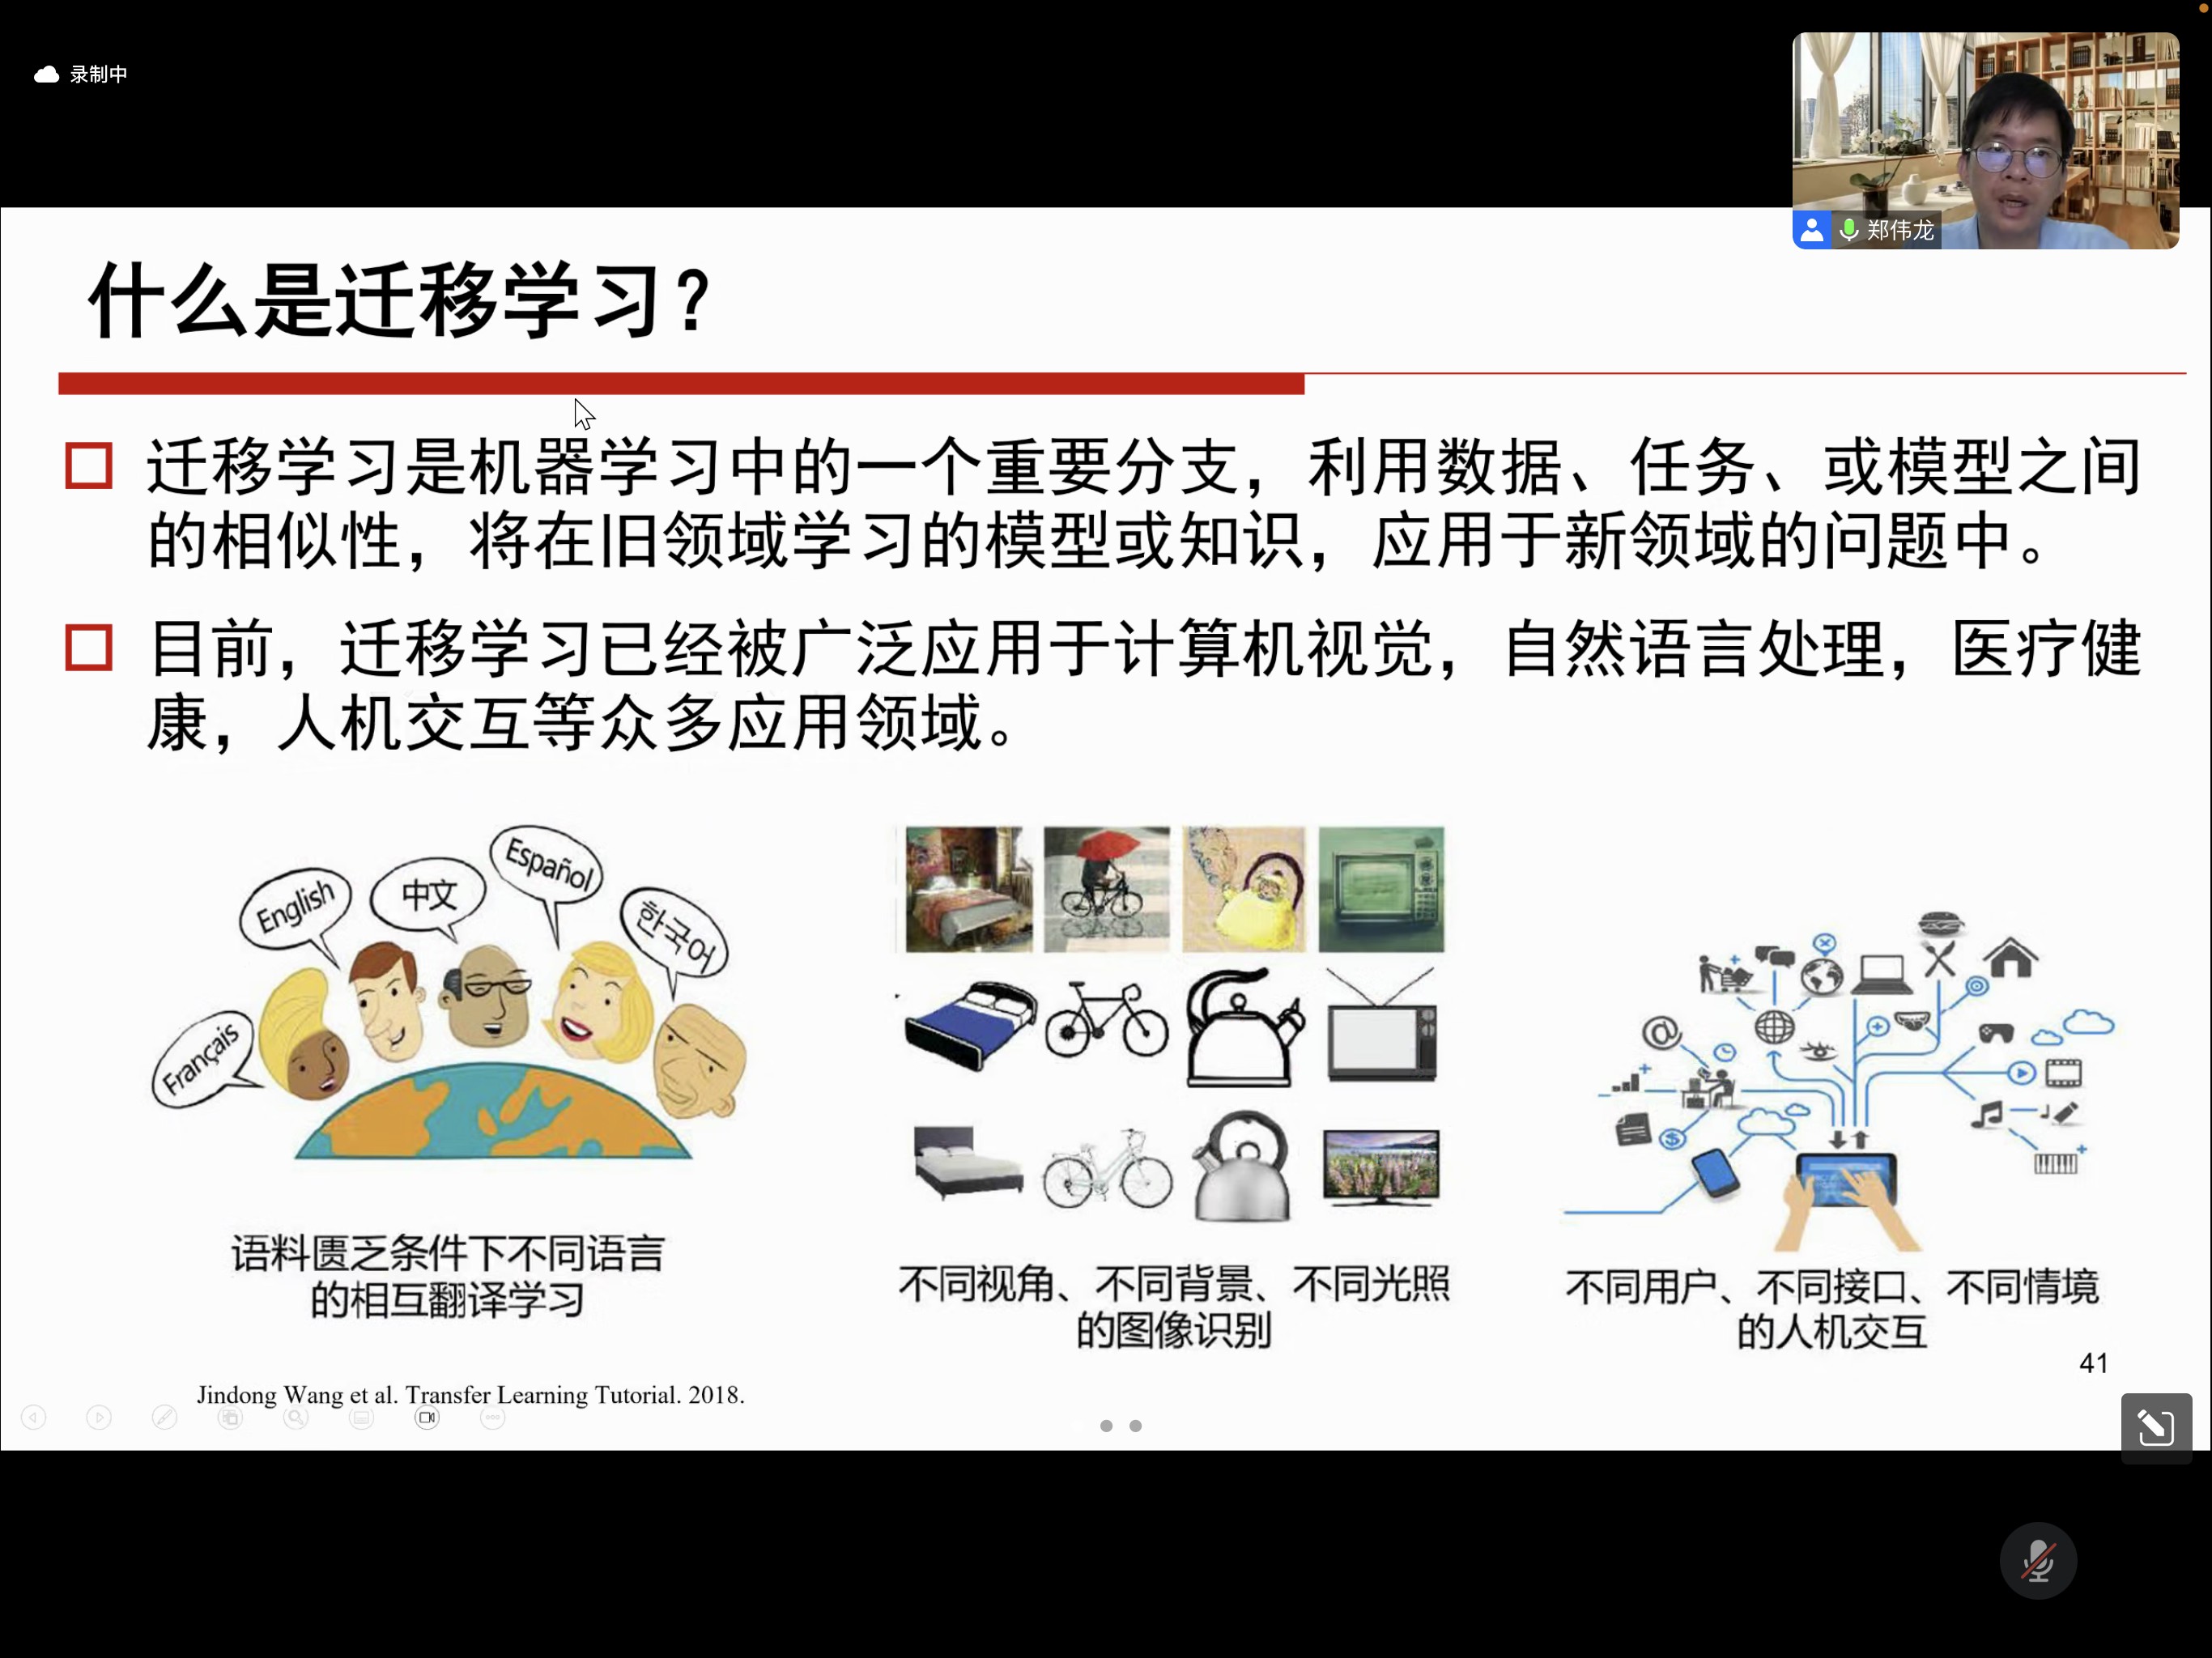 录制中
郑伟龙
什么是迁移学习？
迁移学习是机器学习中的一个重要分支，利用数据、任务、或模型之间
的相似性，将在旧领域学习的模型或知识，应用于新领域的问题中。
目前，迁移学习已经被广泛应用于计算机视觉，自然语言处理，医疗健
康，人机交互等众多应用领域。
Français
English
中文
Español
한국어
语料匮乏条件下不同语言
的相互翻译学习
不同视角、不同背景、不同光照
的图像识别
@
$
不同用户、不同接口、不同情境
的人机交互
41
Jindong Wang et al. Transfer Learning Tutorial. 2018.